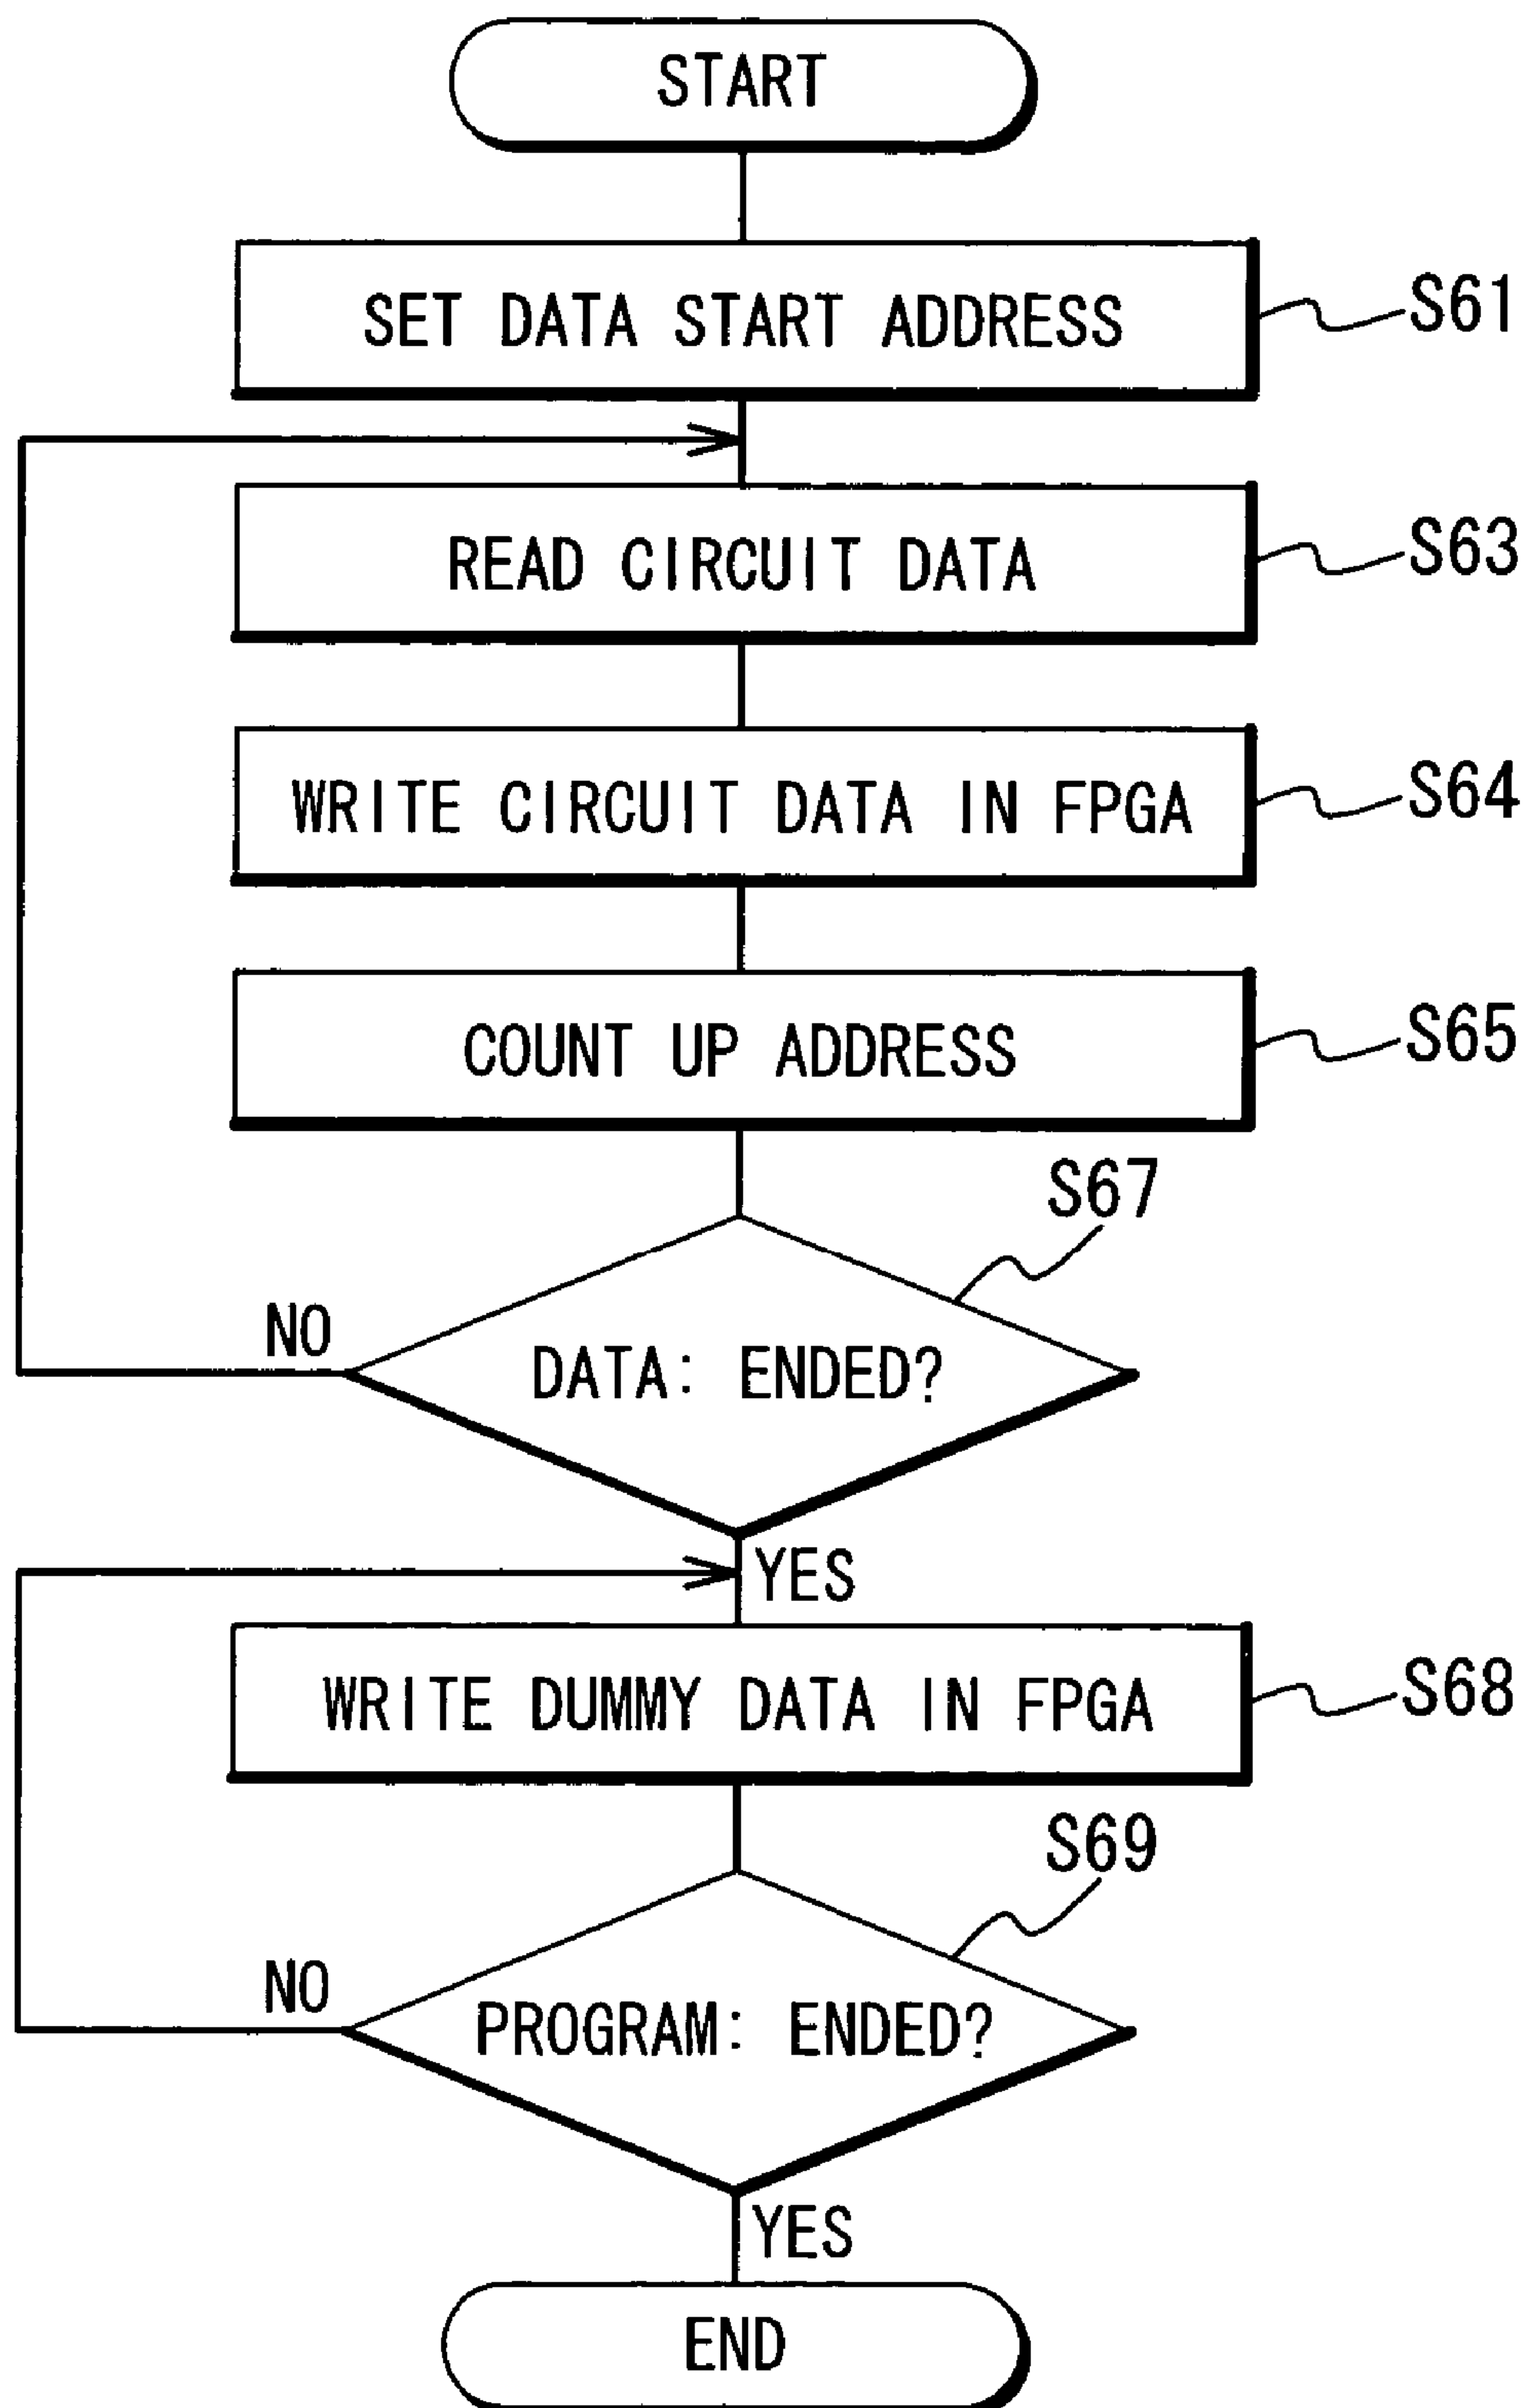 START
SET DATA START ADDRESS
S61
READ CIRCUIT DATA
S63
WRITE CIRCUIT DATA IN FPGA
S64
COUNT UP ADDRESS
S65
S67
NO
DATA: ENDED?
YES
WRITE DUMMY DATA IN FPGA
S68
S69
NO
PROGRAM: ENDED?
YES
END